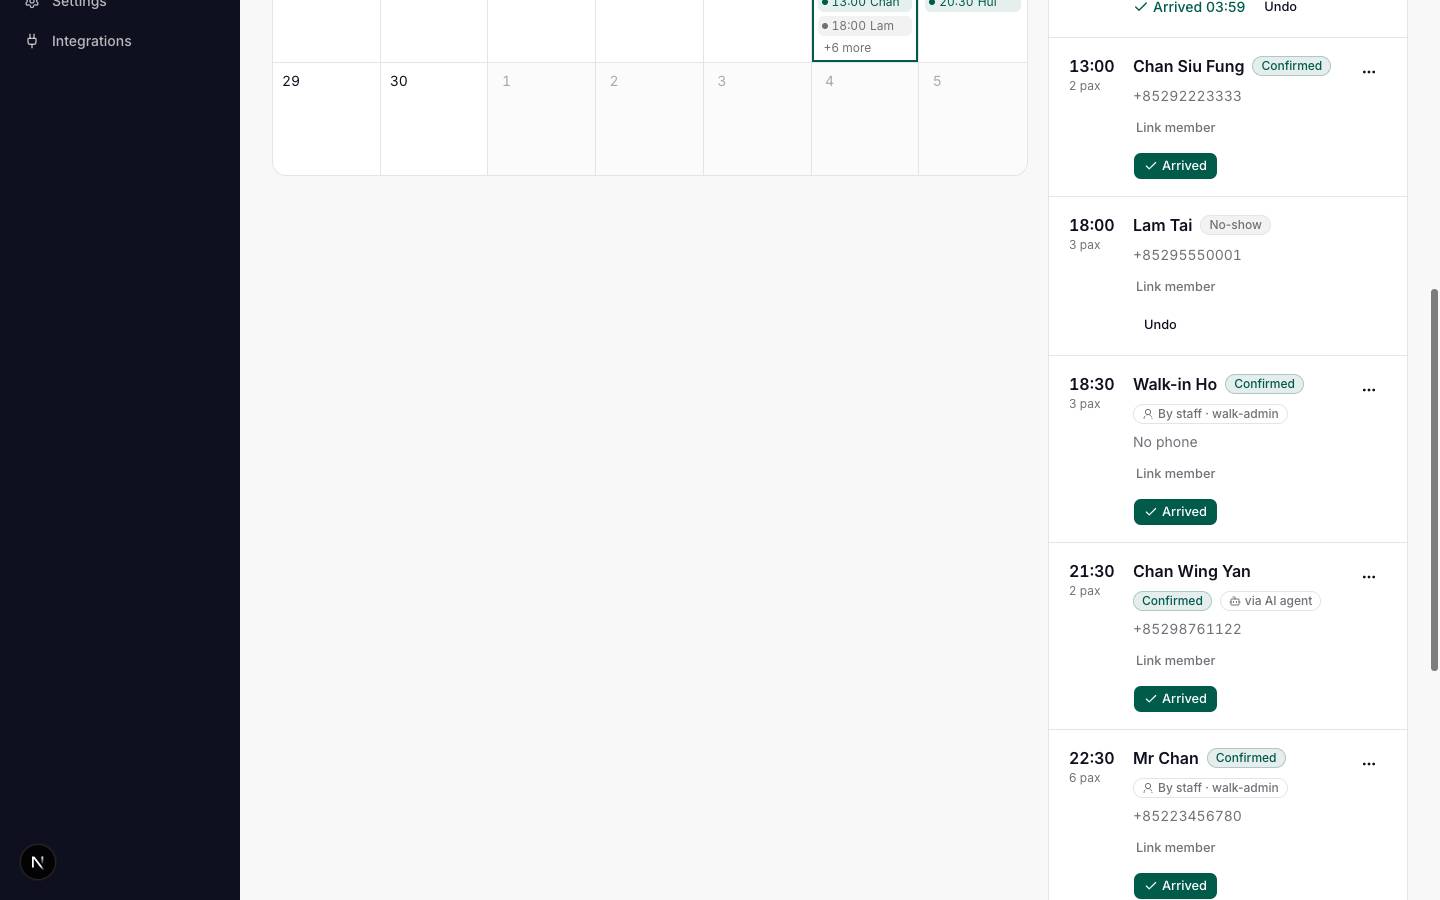 Settings
Integrations
13:00 Chan
18:00 Lam
+6 more
20:30 Hui
29
30
1
2
3
4
5
Arrived 03:59
Undo
13:00
2 pax
Chan Siu Fung
Confirmed
...
+85292223333
Link member
Arrived
18:00
3 pax
Lam Tai
No-show
+85295550001
Link member
Undo
18:30
3 pax
Walk-in Ho
Confirmed
...
By staff · walk-admin
No phone
Link member
Arrived
21:30
2 pax
Chan Wing Yan
...
Confirmed
via AI agent
+85298761122
Link member
Arrived
22:30
6 pax
Mr Chan
Confirmed
...
By staff · walk-admin
+85223456780
Link member
Arrived
N